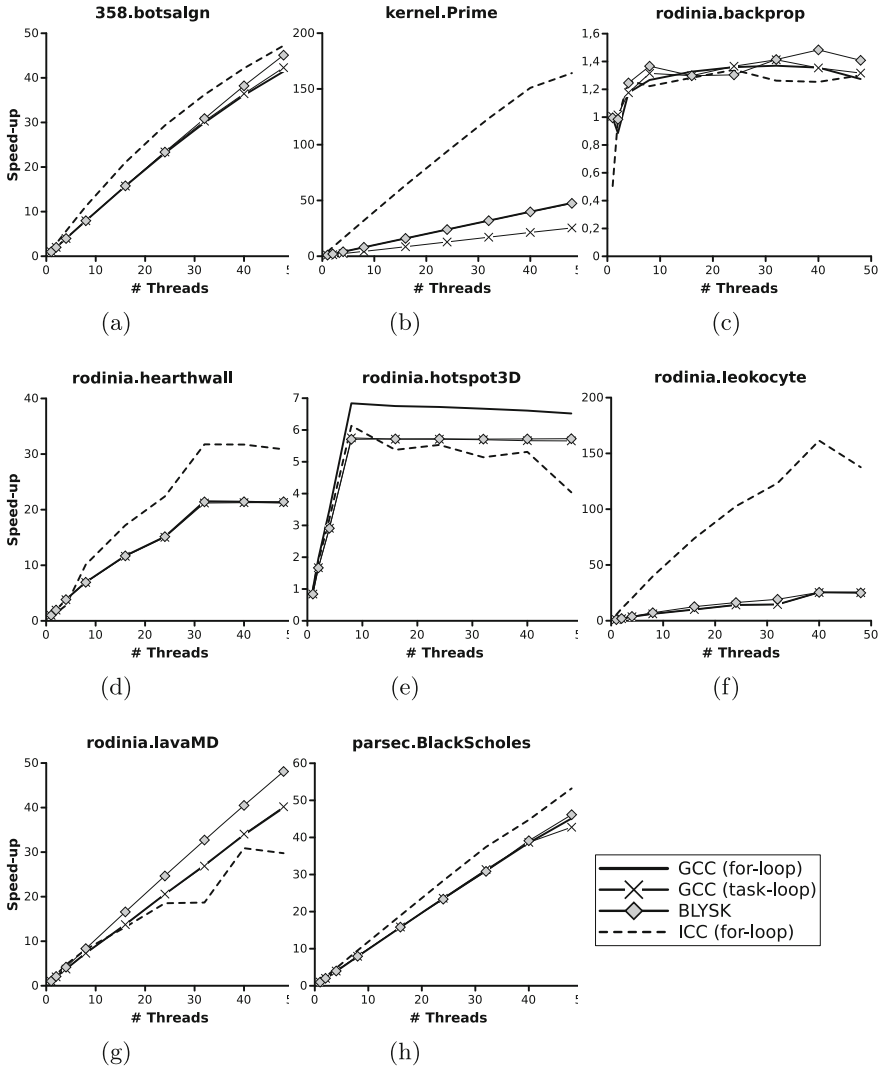 358.botsalgn
kernel.Prime
rodinia.backprop
Speed-up
50
40
30
20
10
0
0 10 20 30 40 5
# Threads
200
150
100
50
0
0 10 20 30 40 5
# Threads
1,6
1,4
1,2
1
0,8
0,6
0,4
0,2
0
0 10 20 30 40 50
# Threads
(a)
(b)
(c)
rodinia.hearthwall
rodinia.hotspot3D
rodinia.leokocyte
Speed-up
40
30
20
10
0
0 10 20 30 40 5
# Threads
7
6
5
4
3
2
1
0
0 10 20 30 40 50
# Threads
200
150
100
50
0
0 10 20 30 40 50
# Threads
(d)
(e)
(f)
rodinia.lavaMD
parsec.BlackScholes
Speed-up
50
40
30
20
10
0
0 10 20 30 40 5
# Threads
60
50
40
30
20
10
0
0 10 20 30 40 50
# Threads
GCC (for-loop)
GCC (task-loop)
BLYSK
ICC (for-loop)
(g)
(h)